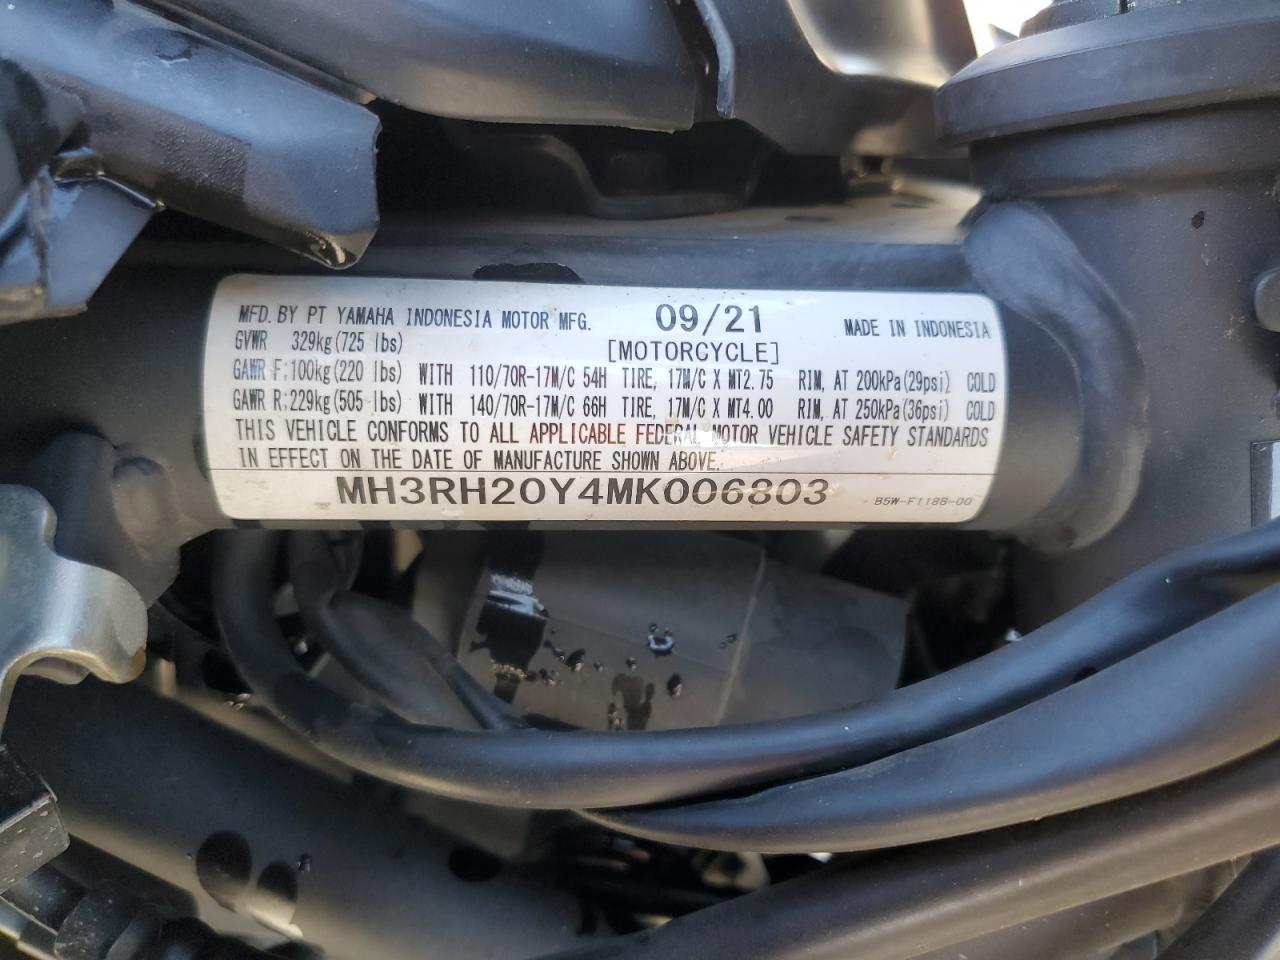 MFD. BY PT YAMAHA INDONESIA MOTOR MFG. 09/21 MADE IN INDONESIA
GVWR 329kg(725 lbs) [MOTORCYCLE]
GAWR F:100kg(220 lbs) WITH 110/70R-17M/C 54H TIRE, 17M/C X MT2.75 RIM, AT 200kPa(29psi) COLD
GAWR R:229kg(505 lbs) WITH 140/70R-17M/C 66H TIRE, 17M/C X MT4.00 RIM, AT 250kPa(36psi) COLD
THIS VEHICLE CONFORMS TO ALL APPLICABLE FEDERAL MOTOR VEHICLE SAFETY STANDARDS
IN EFFECT ON THE DATE OF MANUFACTURE SHOWN ABOVE.
MH3RH20Y4MK006803 B5W-F118B-00